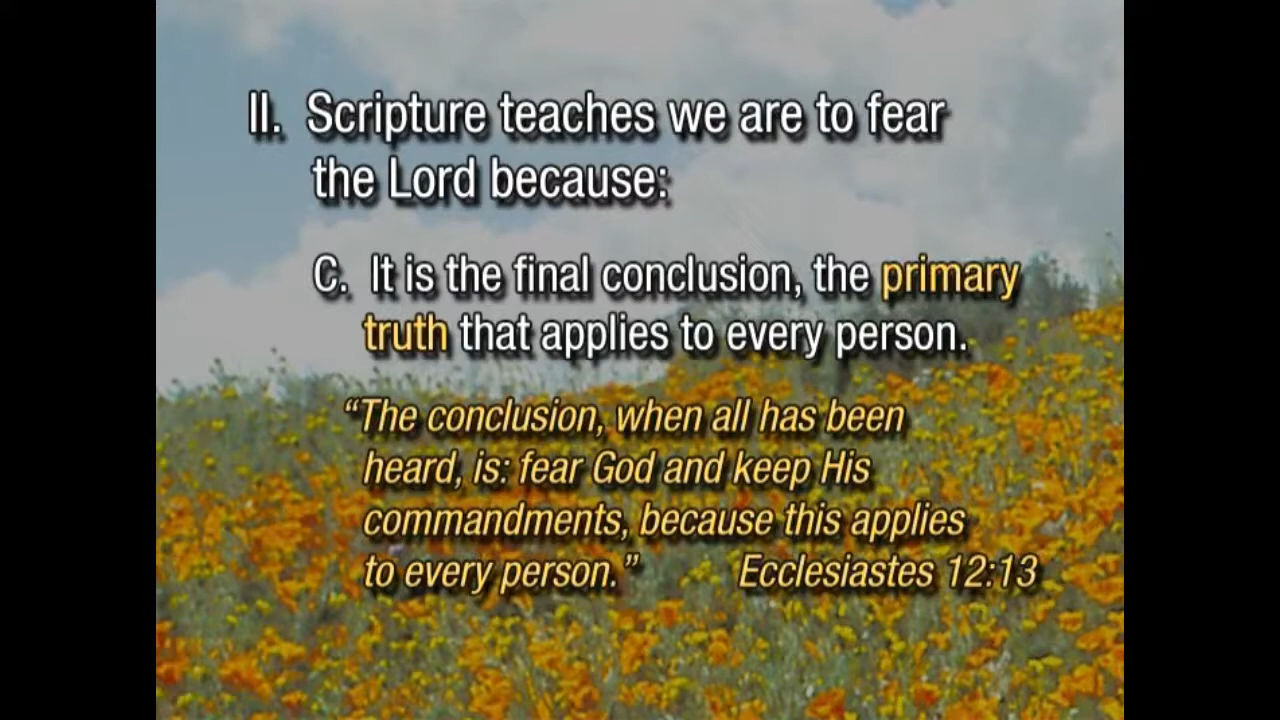 II. Scripture teaches we are to fear
the Lord because:
C. It is the final conclusion, the primary
truth that applies to every person.
“The conclusion, when all has been
heard, is: fear God and keep His
commandments, because this applies
to every person.” Ecclesiastes 12:13